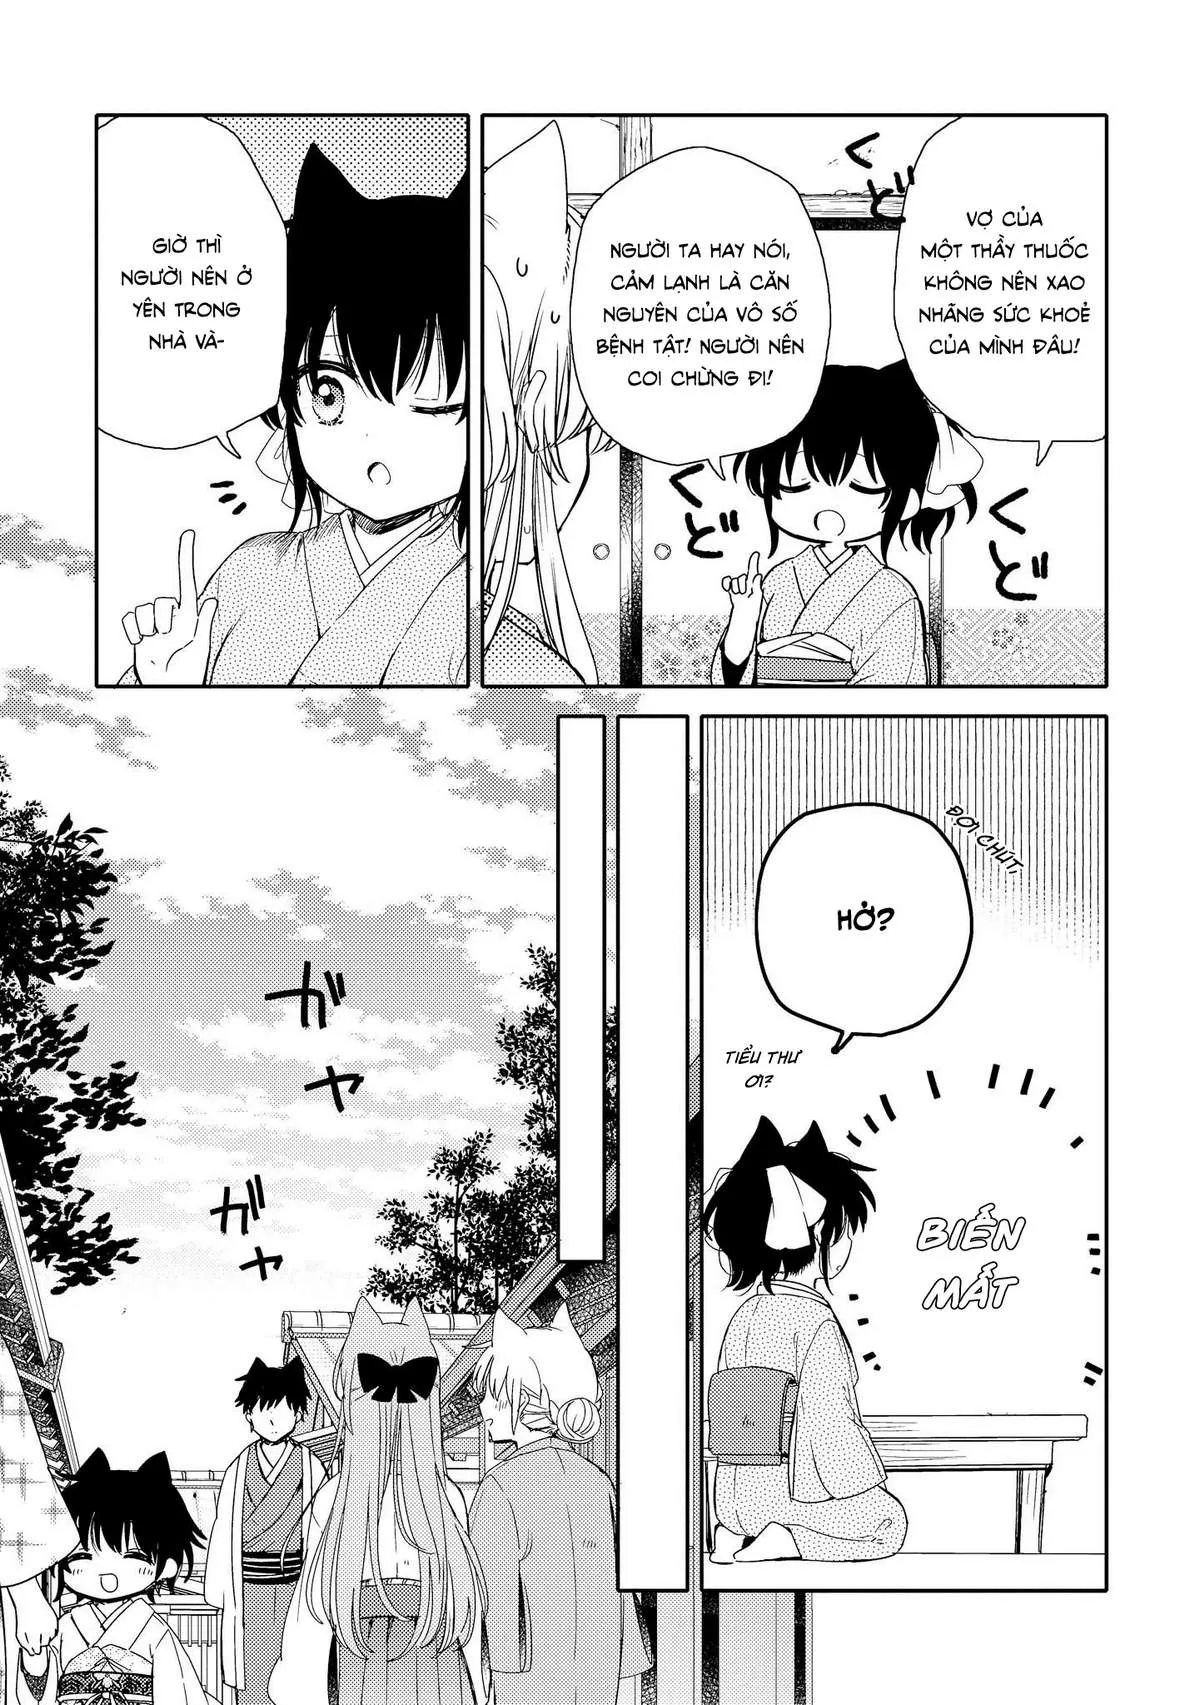 VỢ CỦA
MỘT THẦY THUỐC
KHÔNG NÊN XAO
NHÃNG SỨC KHOẺ
CỦA MÌNH ĐÂU!
くど
くど
NGƯỜI TA HAY NÓI,
CẢM LẠNH LÀ CĂN
NGUYÊN CỦA VÔ SỐ
BỆNH TẬT! NGƯỜI NÊN
COI CHỪNG ĐI!
くど
GIỜ THÌ
NGƯỜI NÊN Ở
YÊN TRONG
NHÀ VÀ-
ĐỢI CHÚT,
HỞ?
TIỂU THƯ
ƠI?
BIẾN
MẤT
ガヤ
ガヤ